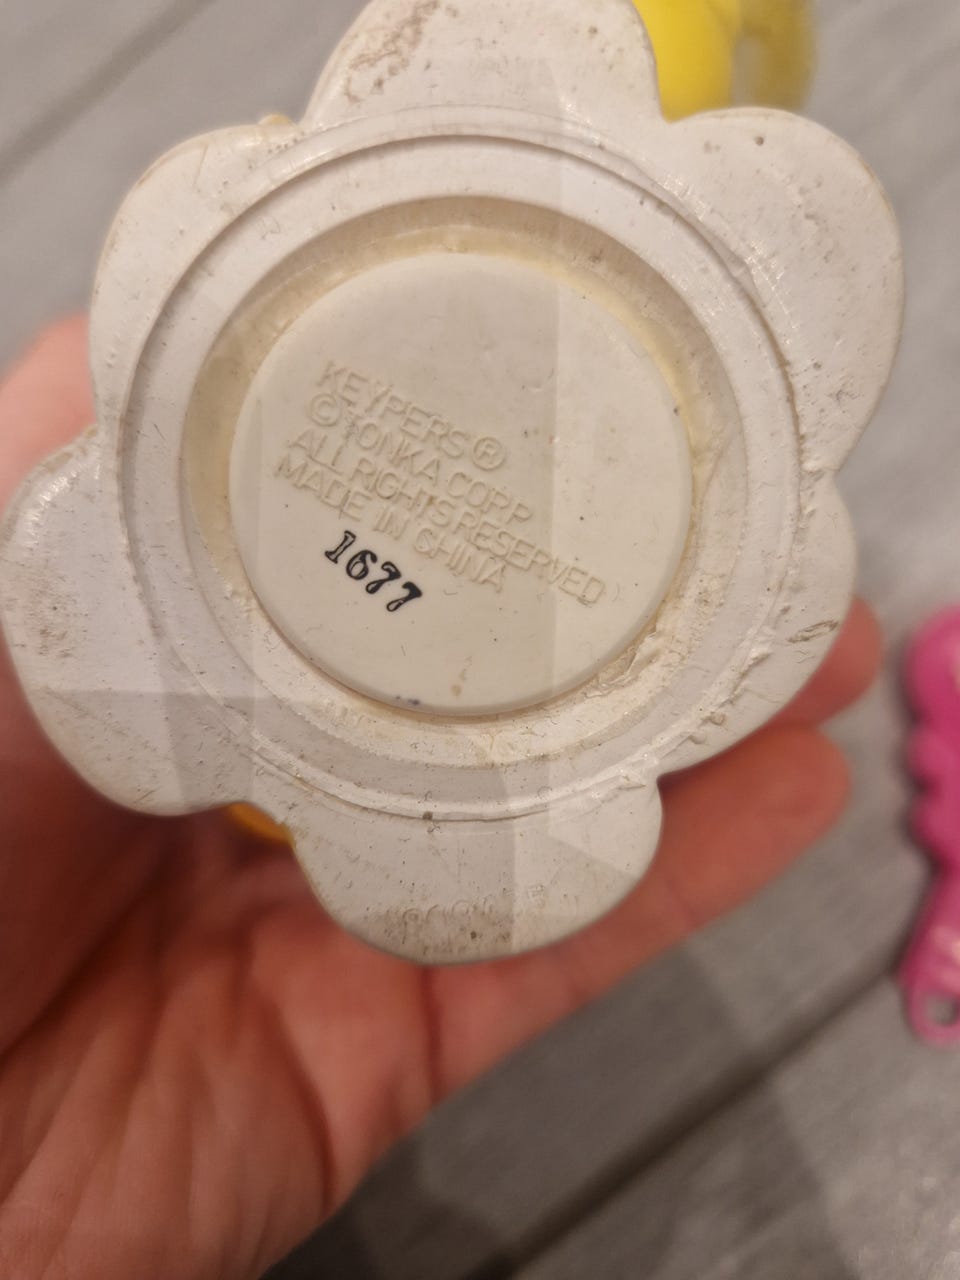 KEYPERS®
©TONKA CORP
ALL RIGHTS RESERVED
MADE IN CHINA
1677